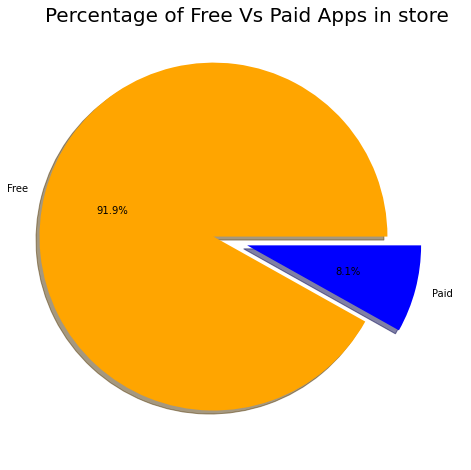 Percentage of Free Vs Paid Apps in store
Free
91.9%
8.1%
Paid